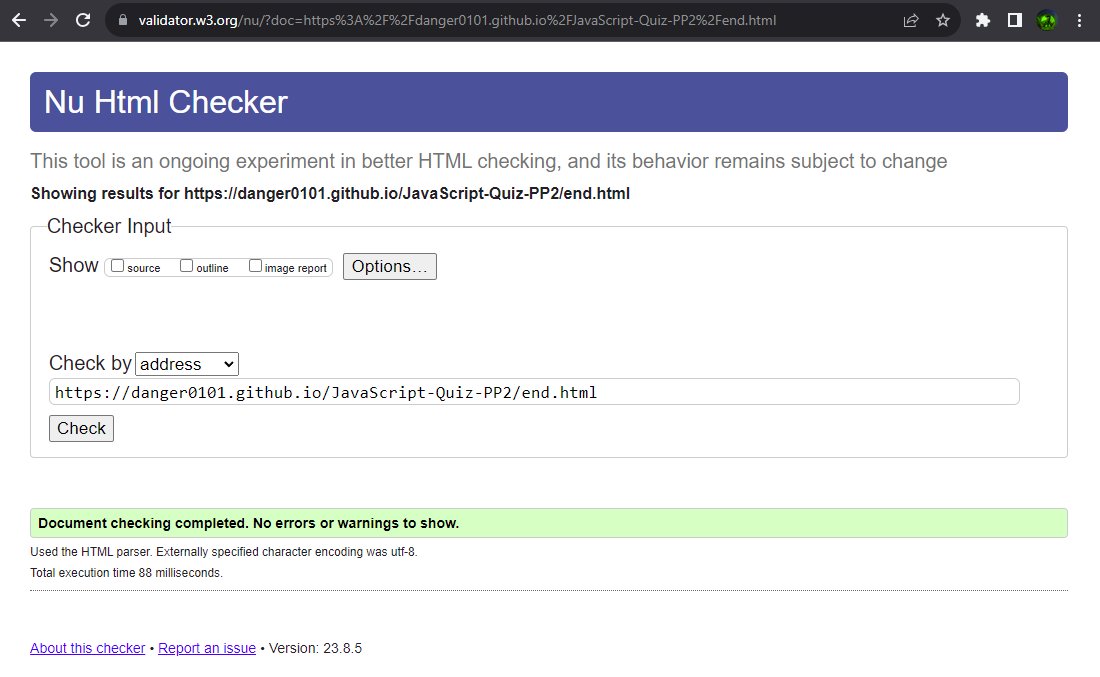 validator.w3.org/nu/?doc=https%3A%2F%2Fdanger0101.github.io%2FJavaScript-Quiz-PP2%2Fend.html
Nu Html Checker
This tool is an ongoing experiment in better HTML checking, and its behavior remains subject to change
Showing results for https://danger0101.github.io/JavaScript-Quiz-PP2/end.html
Checker Input
Show source outline image report Options…
Check by address
https://danger0101.github.io/JavaScript-Quiz-PP2/end.html
Check
Document checking completed. No errors or warnings to show.
Used the HTML parser. Externally specified character encoding was utf-8.
Total execution time 88 milliseconds.
About this checker • Report an issue • Version: 23.8.5